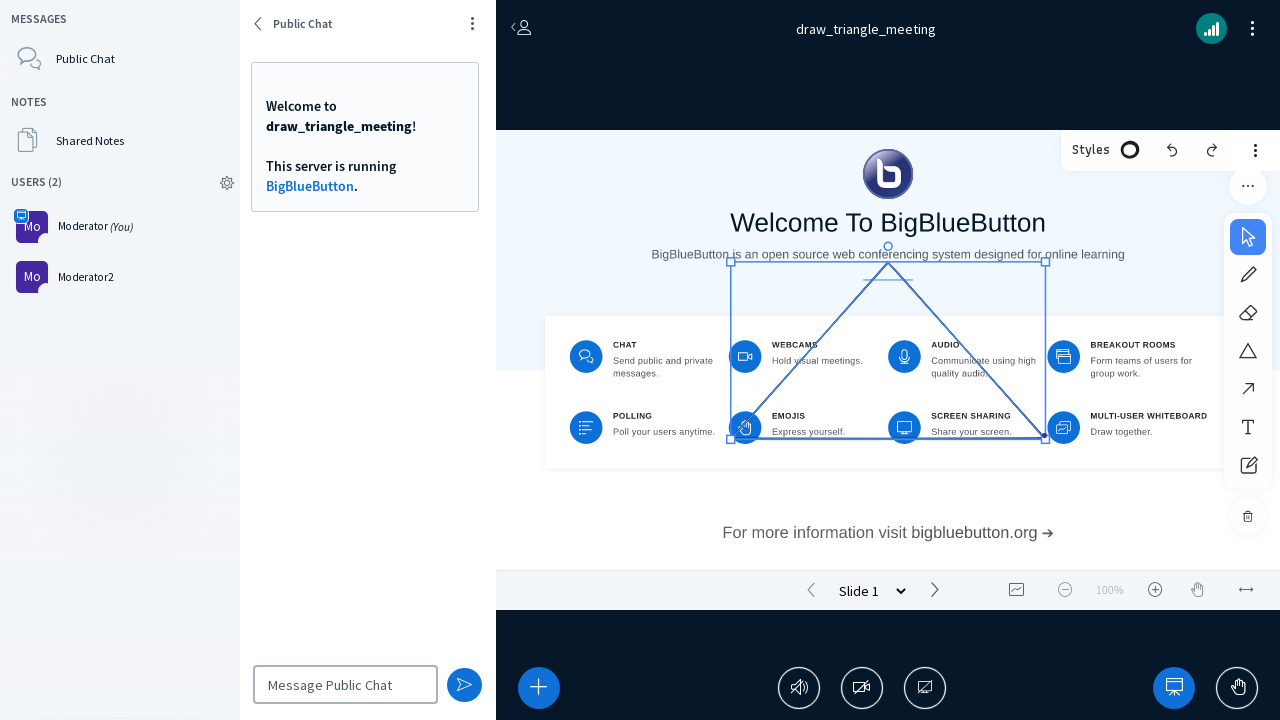 MESSAGES
Public Chat
NOTES
Shared Notes
USERS (2)
Mo
Moderator (You)
Mo
Moderator2
Public Chat
Welcome to
draw_triangle_meeting!
This server is running
BigBlueButton.
Message Public Chat
draw_triangle_meeting
Styles
b
Welcome To BigBlueButton
BigBlueButton is an open source web conferencing system designed for online learning
CHAT
Send public and private
messages.
WEBCAMS
Hold visual meetings.
AUDIO
Communicate using high
quality audio.
BREAKOUT ROOMS
Form teams of users for
group work.
POLLING
Poll your users anytime.
EMOJIS
Express yourself.
SCREEN SHARING
Share your screen.
MULTI-USER WHITEBOARD
Draw together.
For more information visit bigbluebutton.org →
T
Slide 1
100%